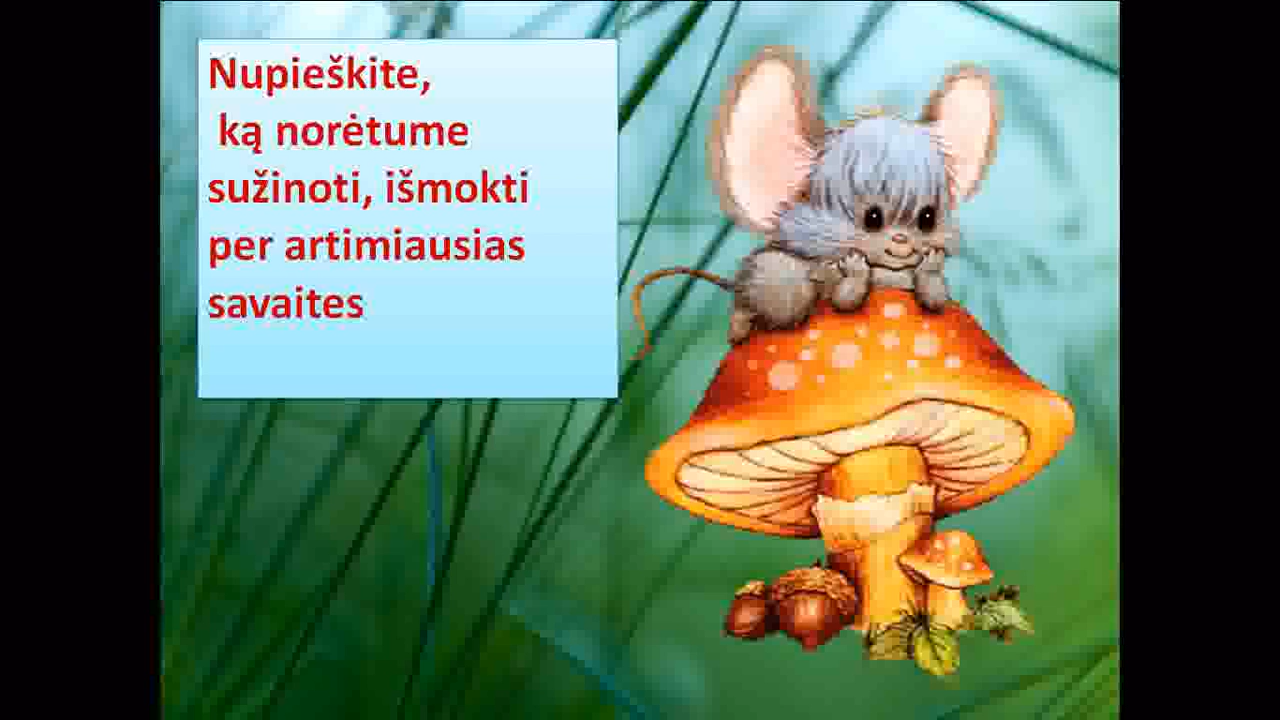 Nupieškite,
ką norėtume
sužinoti, išmokti
per artimiausias
savaites